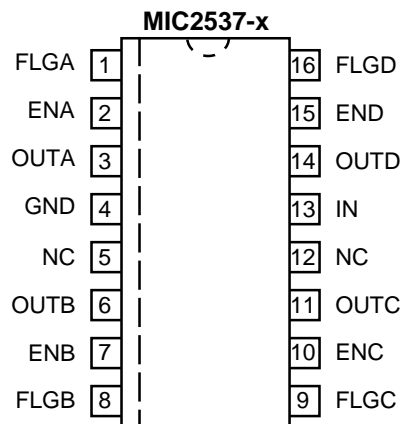 MIC2537-x
FLGA 1 16 FLGD
ENA 2 15 END
OUTA 3 14 OUTD
GND 4 13 IN
NC 5 12 NC
OUTB 6 11 OUTC
ENB 7 10 ENC
FLGB 8 9 FLGC